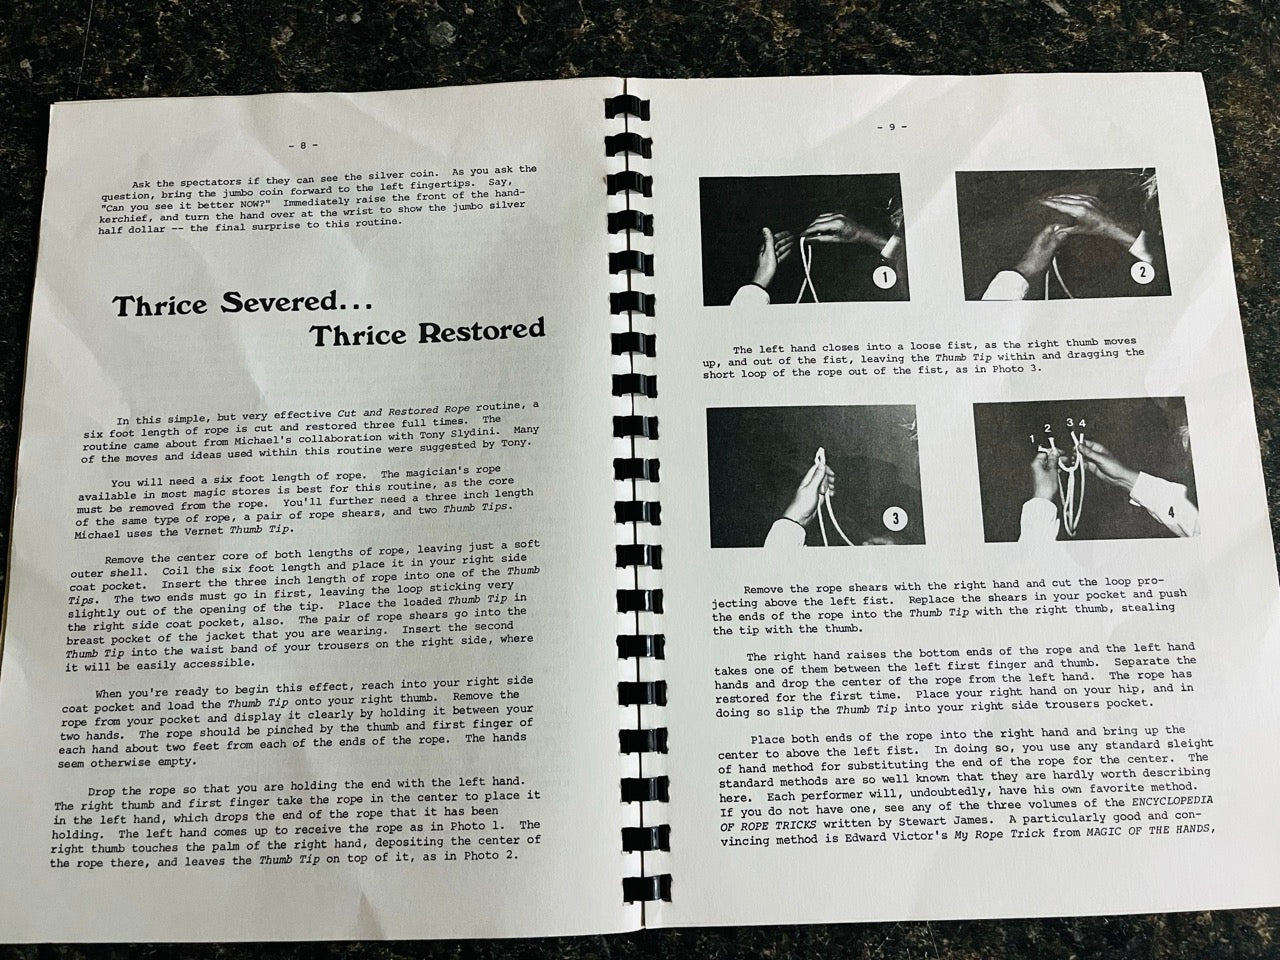 - 8 -
Ask the spectators if they can see the silver coin. As you ask the
question, bring the jumbo coin forward to the left fingertips. Say,
"Can you see it better NOW?" Immediately raise the front of the hand-
kerchief, and turn the hand over at the wrist to show the jumbo silver
half dollar -- the final surprise to this routine.
Thrice Severed...
Thrice Restored
In this simple, but very effective Cut and Restored Rope routine, a
six foot length of rope is cut and restored three full times. The
routine came about from Michael's collaboration with Tony Slydini. Many
of the moves and ideas used within this routine were suggested by Tony.
You will need a six foot length of rope. The magician's rope
available in most magic stores is best for this routine, as the core
must be removed from the rope. You'll further need a three inch length
of the same type of rope, a pair of rope shears, and two Thumb Tips.
Michael uses the Vernet Thumb Tip.
Remove the center core of both lengths of rope, leaving just a soft
outer shell. Coil the six foot length and place it in your right side
coat pocket. Insert the three inch length of rope into one of the Thumb
Tips. The two ends must go in first, leaving the loop sticking very
slightly out of the opening of the tip. Place the loaded Thumb Tip in
the right side coat pocket, also. The pair of rope shears go into the
breast pocket of the jacket that you are wearing. Insert the second
Thumb Tip into the waist band of your trousers on the right side, where
it will be easily accessible.
When you're ready to begin this effect, reach into your right side
coat pocket and load the Thumb Tip onto your right thumb. Remove the
rope from your pocket and display it clearly by holding it between your
two hands. The rope should be pinched by the thumb and first finger of
each hand about two feet from each of the ends of the rope. The hands
seem otherwise empty.
Drop the rope so that you are holding the end with the left hand.
The right thumb and first finger take the rope in the center to place it
in the left hand, which drops the end of the rope that it has been
holding. The left hand comes up to receive the rope as in Photo 1. The
right thumb touches the palm of the right hand, depositing the center of
the rope there, and leaves the Thumb Tip on top of it, as in Photo 2.
- 9 -
1
2
The left hand closes into a loose fist, as the right thumb moves
up, and out of the fist, leaving the Thumb Tip within and dragging the
short loop of the rope out of the fist, as in Photo 3.
3
1 2 3 4
4
Remove the rope shears with the right hand and cut the loop pro-
jecting above the left fist. Replace the shears in your pocket and push
the ends of the rope into the Thumb Tip with the right thumb, stealing
the tip with the thumb.
The right hand raises the bottom ends of the rope and the left hand
takes one of them between the left first finger and thumb. Separate the
hands and drop the center of the rope from the left hand. The rope has
restored for the first time. Place your right hand on your hip, and in
doing so slip the Thumb Tip into your right side trousers pocket.
Place both ends of the rope into the right hand and bring up the
center to above the left fist. In doing so, you use any standard sleight
of hand method for substituting the end of the rope for the center. The
standard methods are so well known that they are hardly worth describing
here. Each performer will, undoubtedly, have his own favorite method.
If you do not have one, see any of the three volumes of the ENCYCLOPEDIA
OF ROPE TRICKS written by Stewart James. A particularly good and con-
vincing method is Edward Victor's My Rope Trick from MAGIC OF THE HANDS,